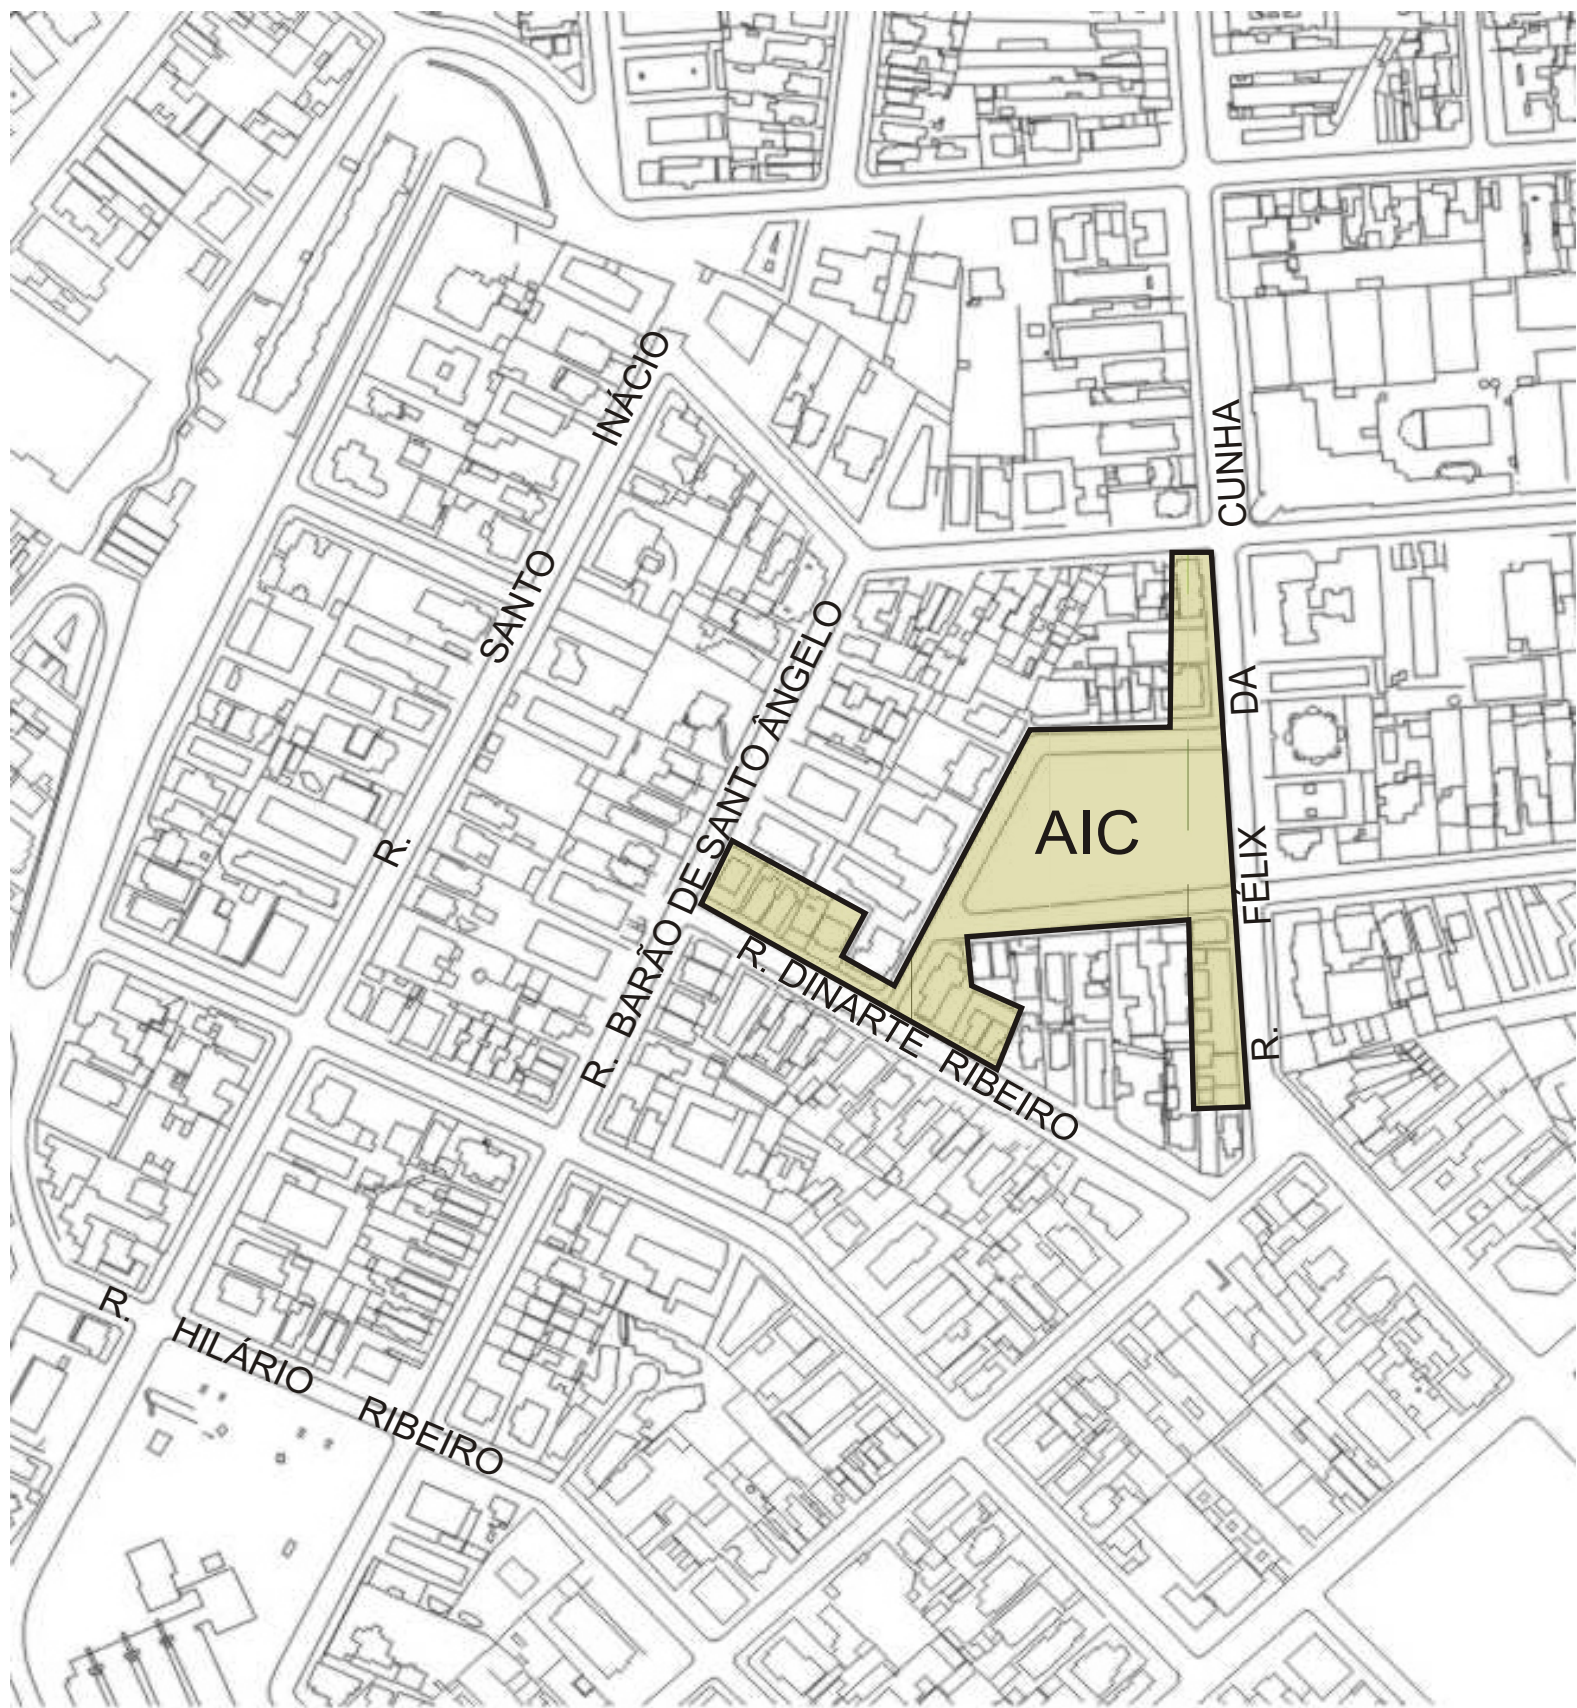 R. SANTO INÁCIO
R. BARÃO DE SANTO ÂNGELO
R. FÉLIX DA CUNHA
AIC
R. DINARTE RIBEIRO
R. HILÁRIO RIBEIRO